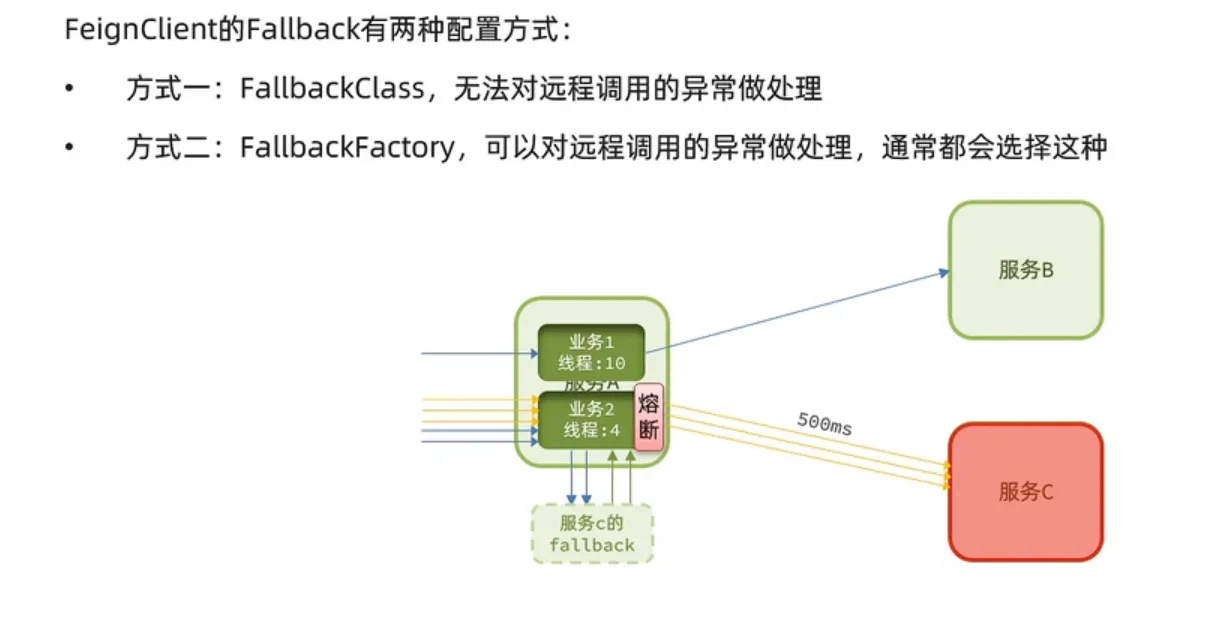 FeignClient的Fallback有两种配置方式：
• 方式一：FallbackClass，无法对远程调用的异常做处理
• 方式二：FallbackFactory，可以对远程调用的异常做处理，通常都会选择这种
服务B
业务1
线程:10
服务A
业务2
线程:4
熔
断
500ms
服务C
服务c的
fallback